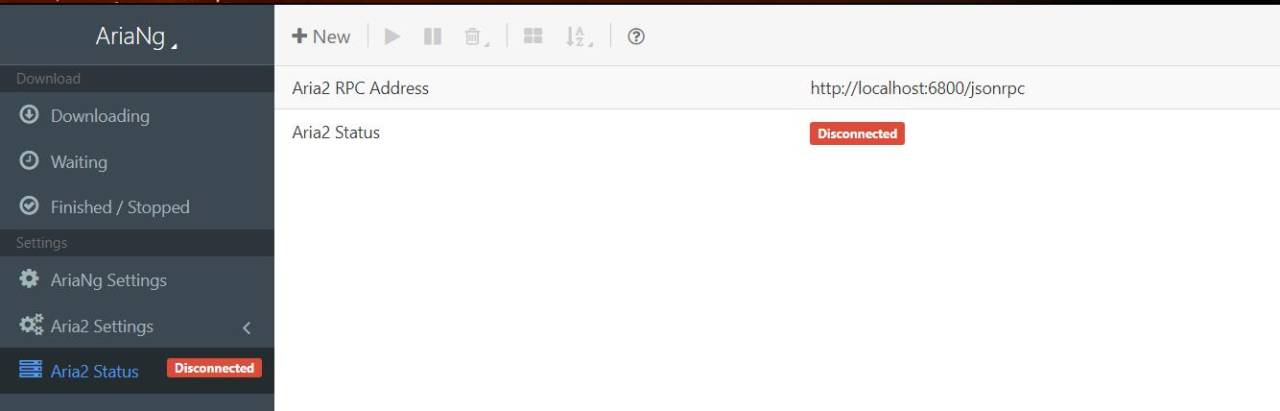 AriaNg
New
Download
Aria2 RPC Address
http://localhost:6800/jsonrpc
Downloading
Aria2 Status
Disconnected
Waiting
Finished / Stopped
Settings
AriaNg Settings
Aria2 Settings
Aria2 Status
Disconnected